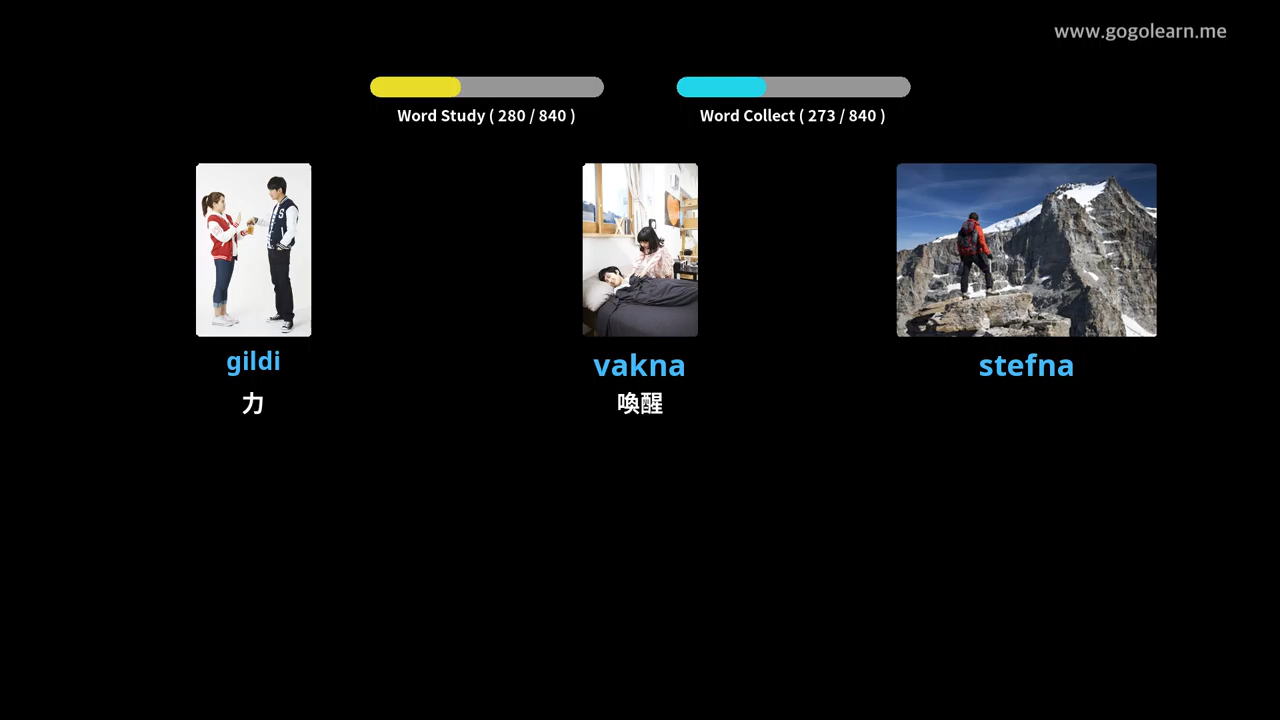 www.gogolearn.me
Word Study ( 280 / 840 )
Word Collect ( 273 / 840 )
gildi
vakna
stefna
力
喚醒